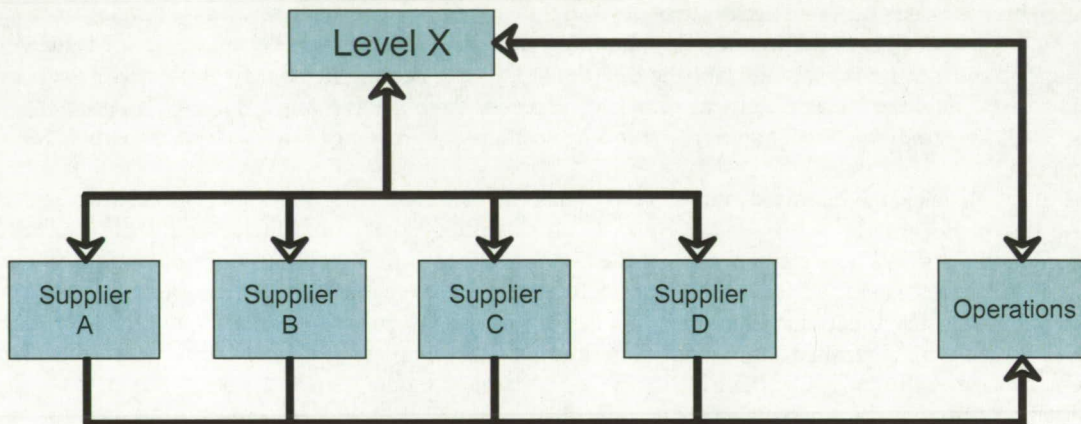 Level X
Supplier
A
Supplier
B
Supplier
C
Supplier
D
Operations